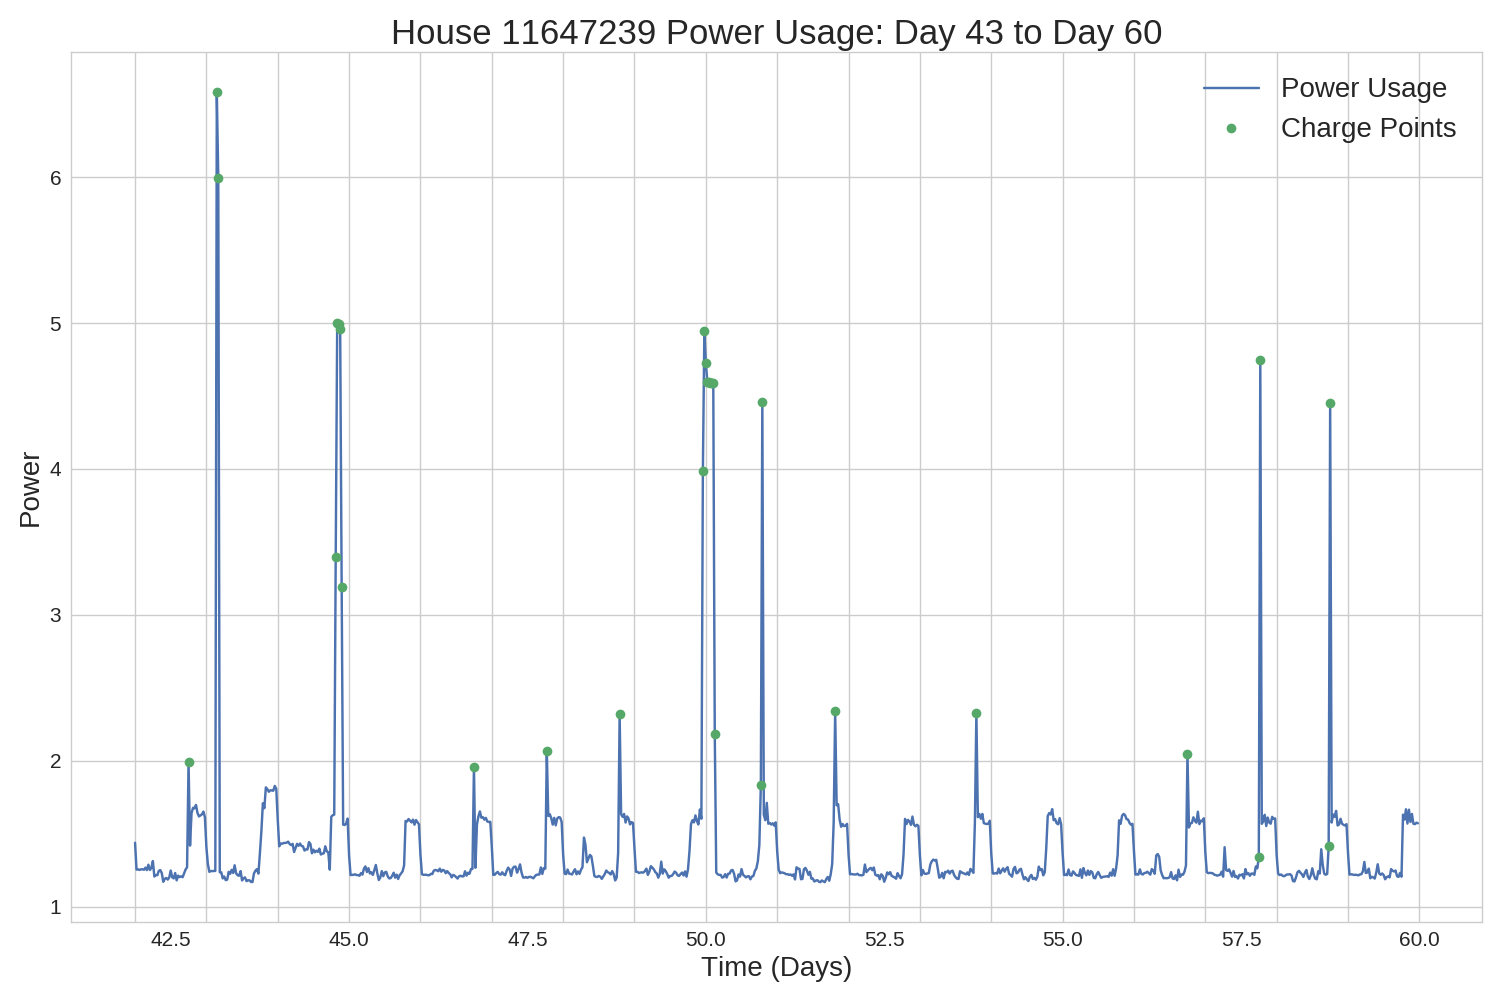 House 11647239 Power Usage: Day 43 to Day 60
Power Usage
Charge Points
6
5
4
3
2
1
Power
42.5 45.0 47.5 50.0 52.5 55.0 57.5 60.0
Time (Days)